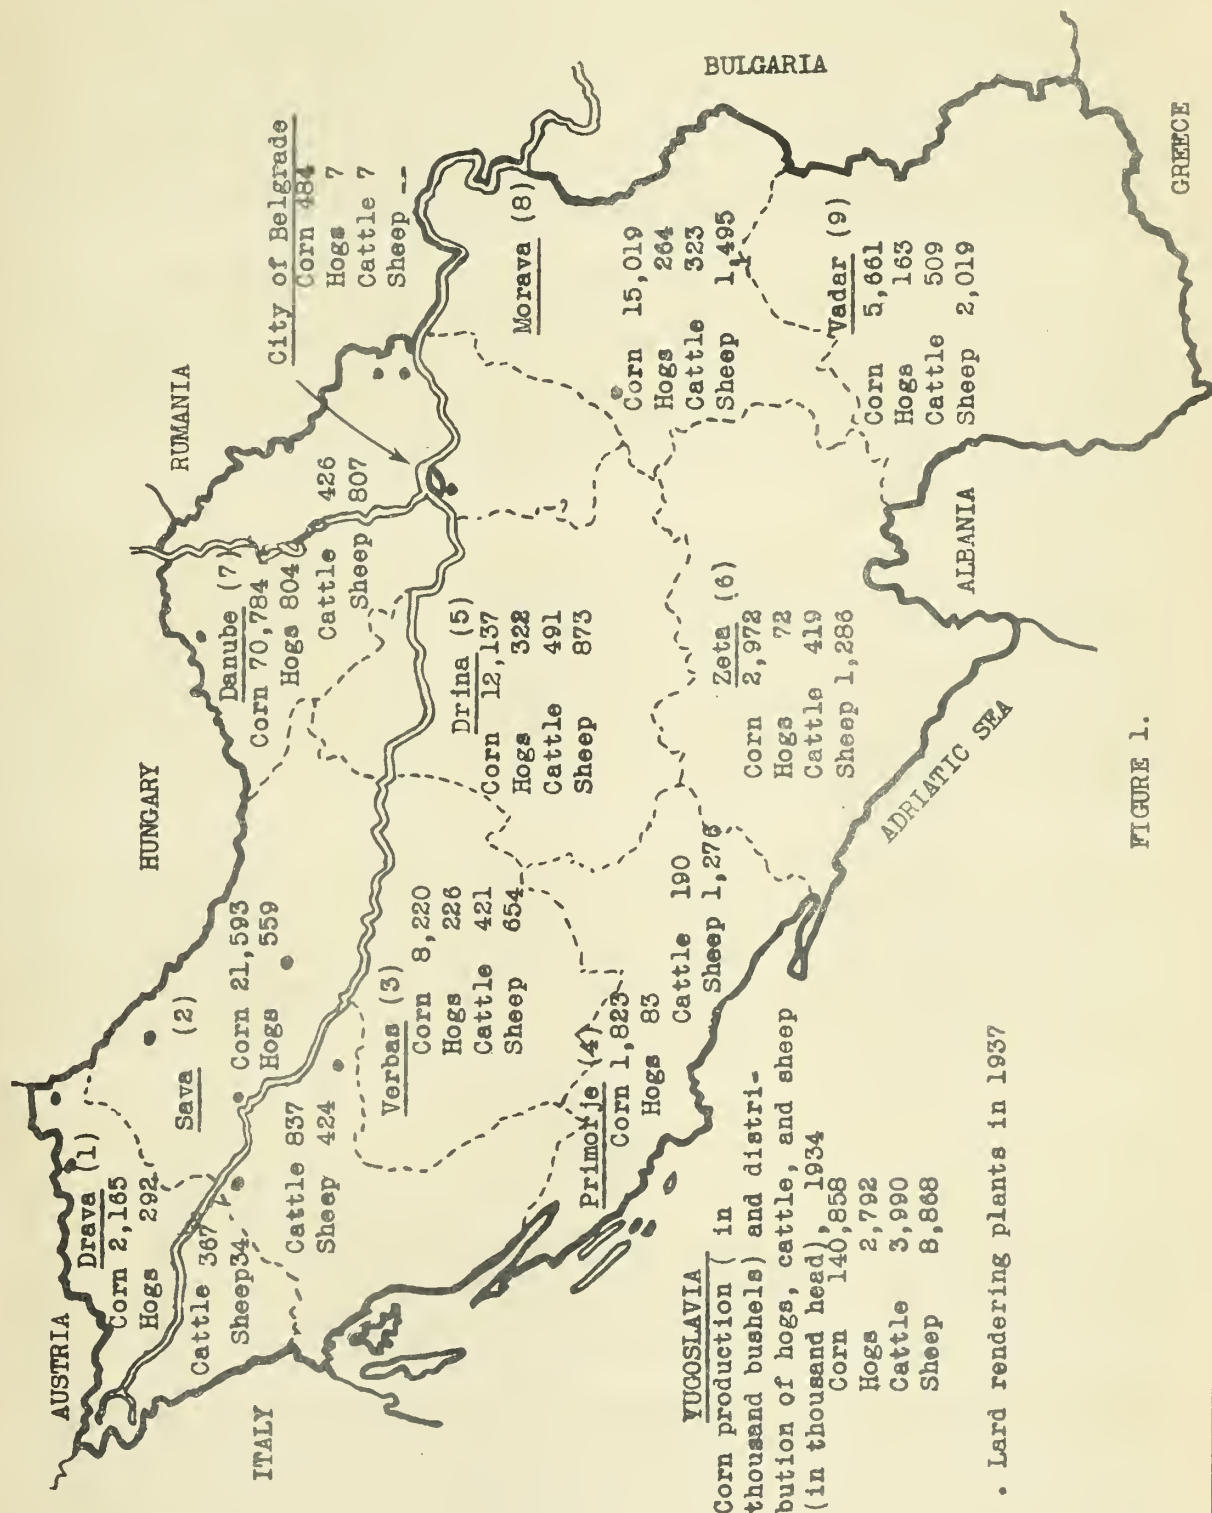 AUSTRIA
ITALY
HUNGARY
RUMANIA
BULGARIA
GREECE
ALBANIA
ADRIATIC SEA
Drava (1)
Corn 2,165
Hogs 292
Cattle 367
Sheep34
Sava (2)
Corn 21,593
Hogs 559
Cattle 837
Sheep 424
Verbas (3)
Corn 8,220
Hogs 226
Cattle 421
Sheep 654
Primorje (4)
Corn 1,823
Hogs 83
Cattle 190
Sheep 1,276
Drina (5)
Corn 12,137
Hogs 322
Cattle 491
Sheep 873
Zeta (6)
Corn 2,972
Hogs 72
Cattle 419
Sheep 1,286
Danube (7)
Corn 70,784
Hogs 804
Cattle 426
Sheep 807
City of Belgrade
Corn 484
Hogs 7
Cattle 7
Sheep --
Morava (8)
Corn 15,019
Hogs 264
Cattle 323
Sheep 1,495
Vadar (9)
Corn 5,661
Hogs 163
Cattle 509
Sheep 2,019
YUGOSLAVIA
Corn production ( in
thousand bushels) and distri-
bution of hogs, cattle, and sheep
(in thousand head), 1934
Corn 140,858
Hogs 2,792
Cattle 3,990
Sheep 8,868
. Lard rendering plants in 1937
FIGURE 1.